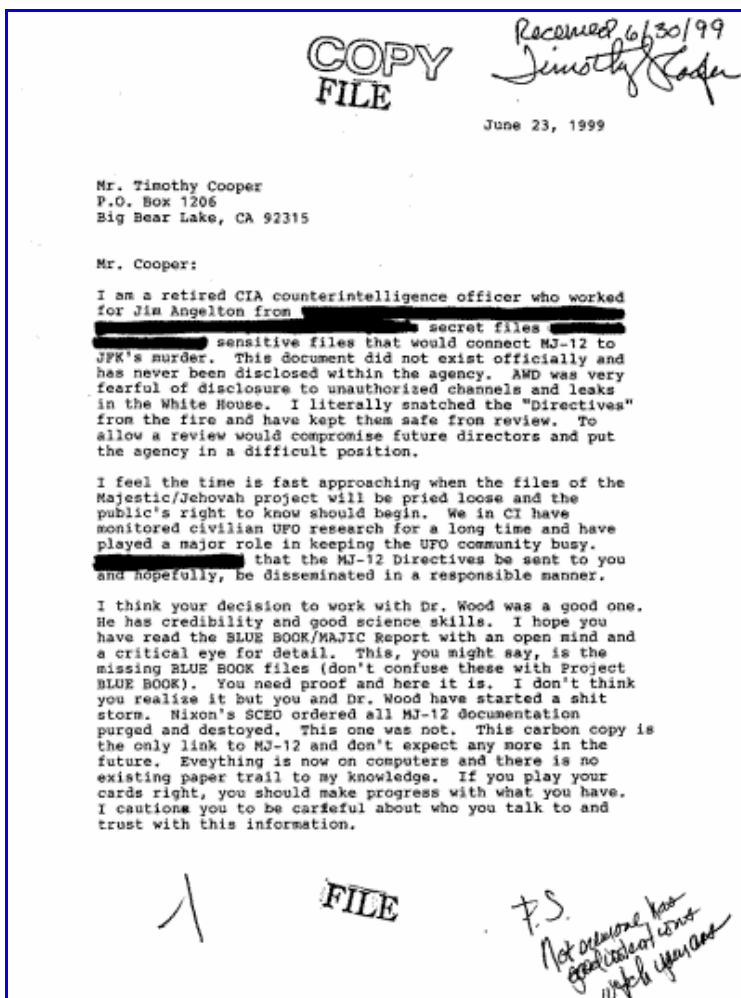 COPY
FILE
Received 6/30/99
Timothy Cooper
June 23, 1999
Mr. Timothy Cooper
P.O. Box 1206
Big Bear Lake, CA 92315
Mr. Cooper:
I am a retired CIA counterintelligence officer who worked
for Jim Angelton from
secret files
sensitive files that would connect MJ-12 to
JFK's murder. This document did not exist officially and
has never been disclosed within the agency. AWD was very
fearful of disclosure to unauthorized channels and leaks
in the White House. I literally snatched the "Directives"
from the fire and have kept them safe from review. To
allow a review would compromise future directors and put
the agency in a difficult position.
I feel the time is fast approaching when the files of the
Majestic/Jehovah project will be pried loose and the
public's right to know should begin. We in CI have
monitored civilian UFO research for a long time and have
played a major role in keeping the UFO community busy.
that the MJ-12 Directives be sent to you
and hopefully, be disseminated in a responsible manner.
I think your decision to work with Dr. Wood was a good one.
He has credibility and good science skills. I hope you
have read the BLUE BOOK/MAJIC Report with an open mind and
a critical eye for detail. This, you might say, is the
missing BLUE BOOK files (don't confuse these with Project
BLUE BOOK). You need proof and here it is. I don't think
you realize it but you and Dr. Wood have started a shit
storm. Nixon's SCEO ordered all MJ-12 documentation
purged and destoyed. This one was not. This carbon copy is
the only link to MJ-12 and don't expect any more in the
future. Eveything is now on computers and there is no
existing paper trail to my knowledge. If you play your
cards right, you should make progress with what you have.
I cautions you to be carfeful about who you talk to and
trust with this information.
FILE
P.S.
Not everyone has
good intentions
watch your ass